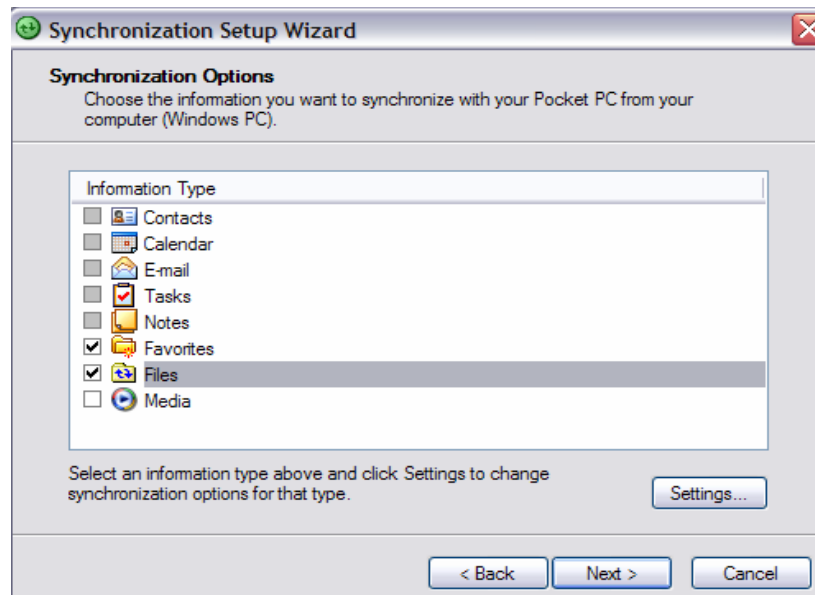 Synchronization Setup Wizard
Synchronization Options
Choose the information you want to synchronize with your Pocket PC from your
computer (Windows PC).
Information Type
Contacts
Calendar
E-mail
Tasks
Notes
Favorites
Files
Media
Select an information type above and click Settings to change
synchronization options for that type.
Settings...
< Back
Next >
Cancel